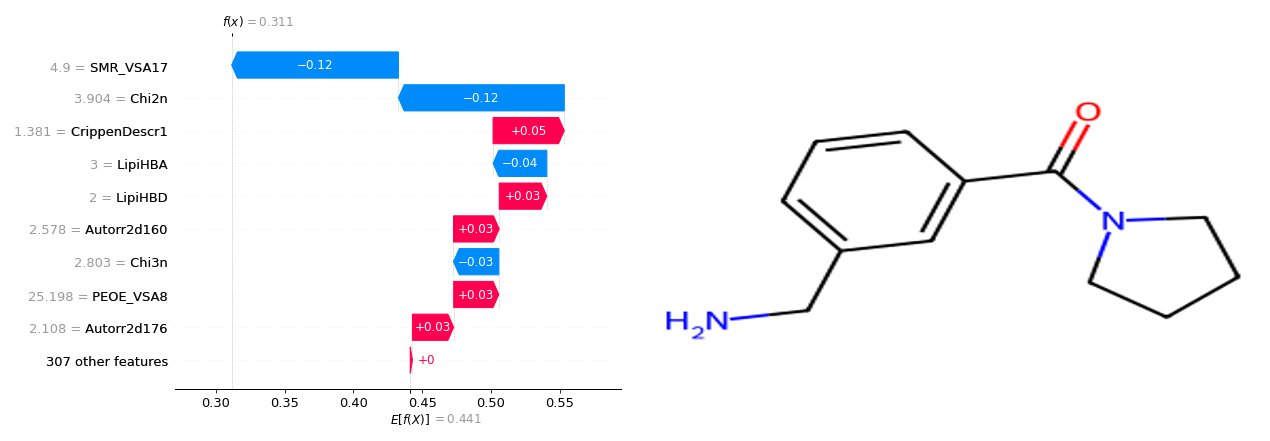 f(x) = 0.311
4.9 = SMR_VSA17
−0.12
3.904 = Chi2n
−0.12
1.381 = CrippenDescr1
+0.05
3 = LipiHBA
−0.04
2 = LipiHBD
+0.03
2.578 = Autorr2d160
+0.03
2.803 = Chi3n
−0.03
25.198 = PEOE_VSA8
+0.03
2.108 = Autorr2d176
+0.03
307 other features
+0
0.30 0.35 0.40 0.45 0.50 0.55
E[f(X)] = 0.441
O
N
H2N